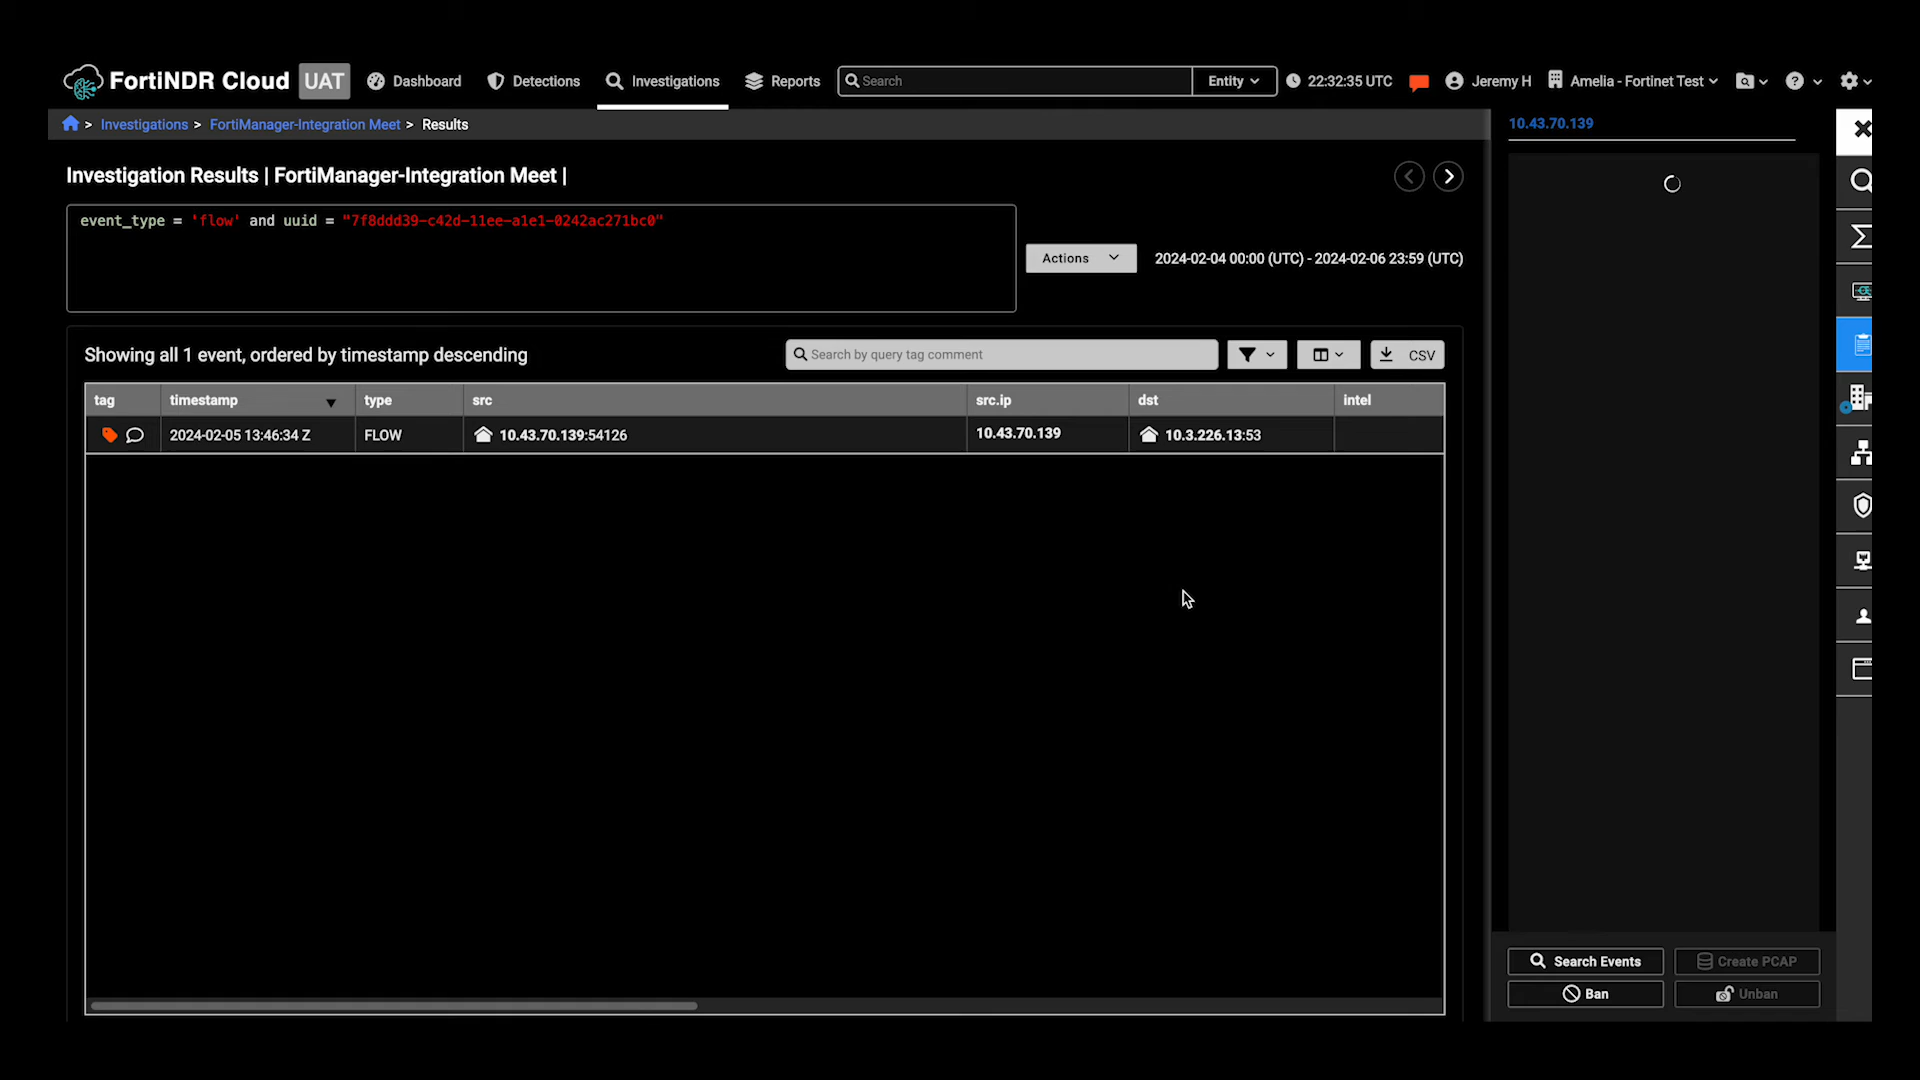 FortiNDR Cloud UAT Dashboard Detections Investigations Reports Search Entity 22:32:35 UTC Jeremy H Amelia - Fortinet Test
> Investigations > FortiManager-Integration Meet > Results
10.43.70.139
Investigation Results | FortiManager-Integration Meet |
event_type = 'flow' and uuid = "7f8ddd39-c42d-11ee-a1e1-0242ac271bc0"
Actions 2024-02-04 00:00 (UTC) - 2024-02-06 23:59 (UTC)
Showing all 1 event, ordered by timestamp descending Search by query tag comment CSV
tag timestamp type src src.ip dst intel
2024-02-05 13:46:34 Z FLOW 10.43.70.139:54126 10.43.70.139 10.3.226.13:53
Search Events Create PCAP
Ban Unban